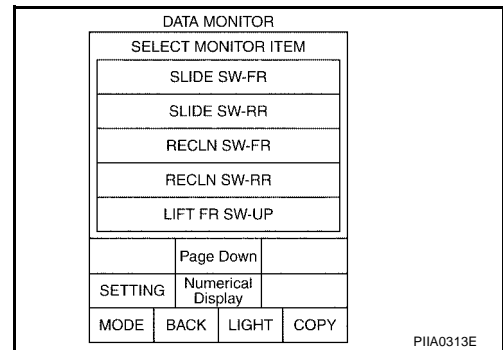 DATA MONITOR
SELECT MONITOR ITEM
SLIDE SW-FR
SLIDE SW-RR
RECLN SW-FR
RECLN SW-RR
LIFT FR SW-UP
Page Down
SETTING
Numerical
Display
MODE
BACK
LIGHT
COPY
PIIA0313E